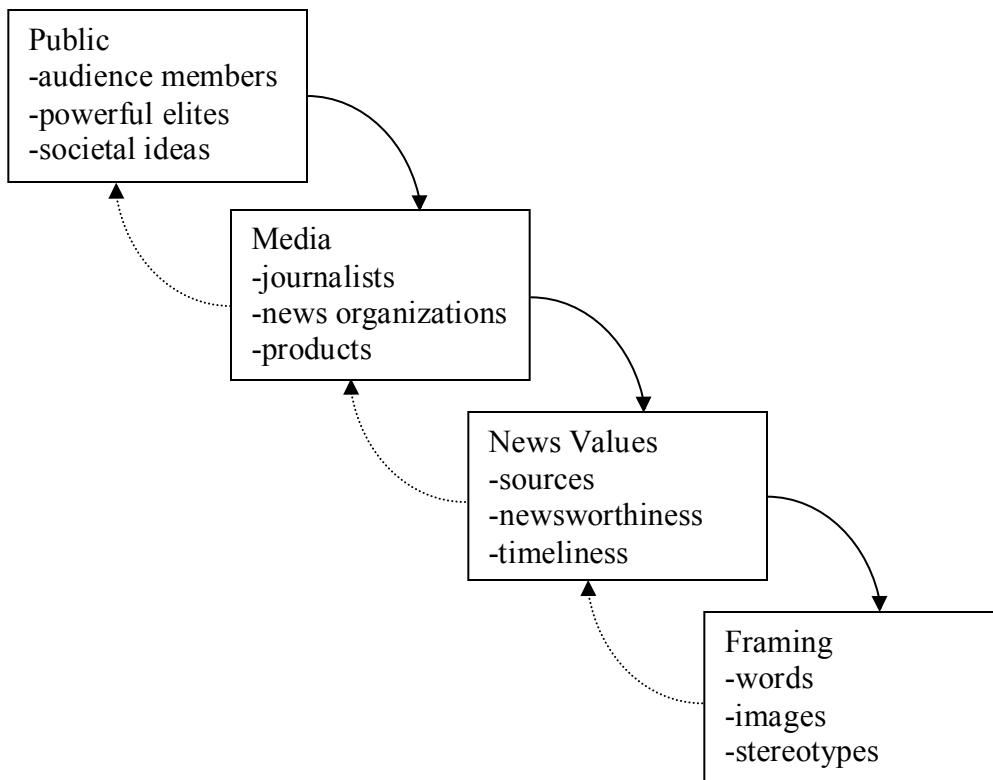 Public
-audience members
-powerful elites
-societal ideas
Media
-journalists
-news organizations
-products
News Values
-sources
-newsworthiness
-timeliness
Framing
-words
-images
-stereotypes